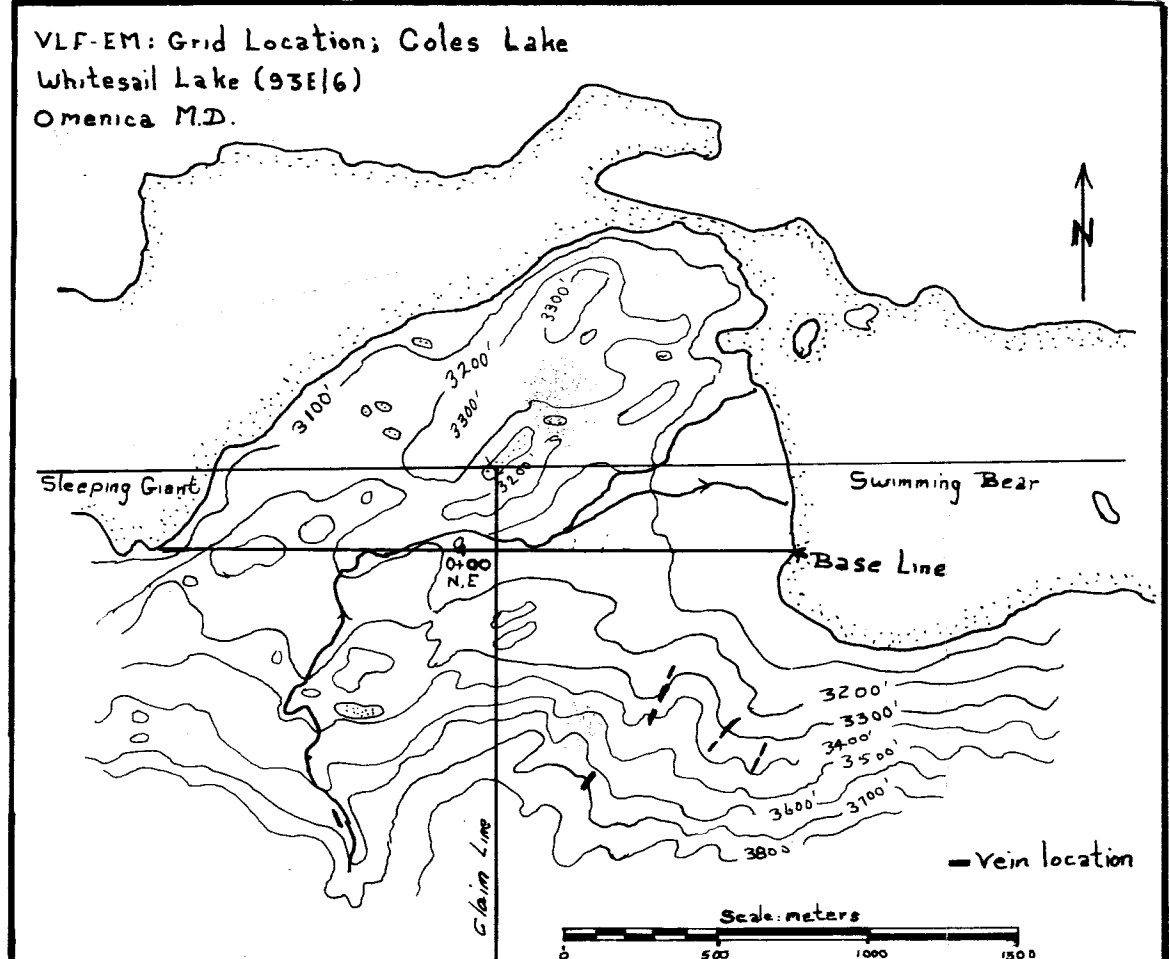 VLF-EM: Grid Location; Coles Lake
Whitesail Lake (93E/6)
Omenica M.D.
N
3300'
3200'
3100'
3300'
3200
Sleeping Giant
Swimming Bear
0+00
N,E
Base Line
3200'
3300'
3400'
3500'
3600'
3700'
3800'
Claim Line
vein location
Scale: meters
0 500 1000 1500